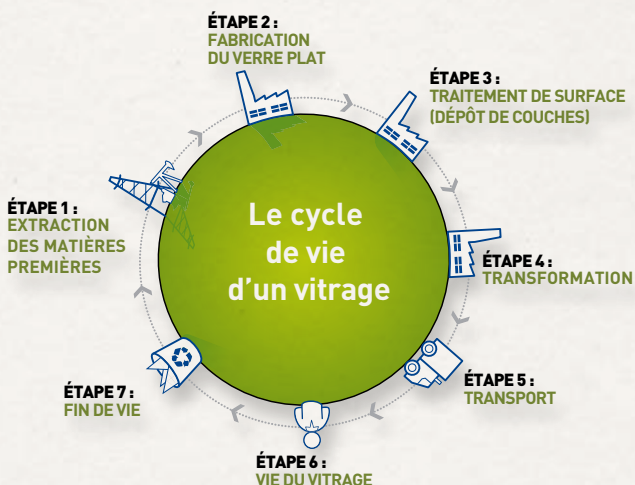 ÉTAPE 2 :
FABRICATION
DU VERRE PLAT
ÉTAPE 3 :
TRAITEMENT DE SURFACE
(DÉPÔT DE COUCHES)
ÉTAPE 1 :
EXTRACTION
DES MATIÈRES
PREMIÈRES
Le cycle
de vie
d'un vitrage
ÉTAPE 4 :
TRANSFORMATION
ÉTAPE 5 :
TRANSPORT
ÉTAPE 7 :
FIN DE VIE
ÉTAPE 6 :
VIE DU VITRAGE